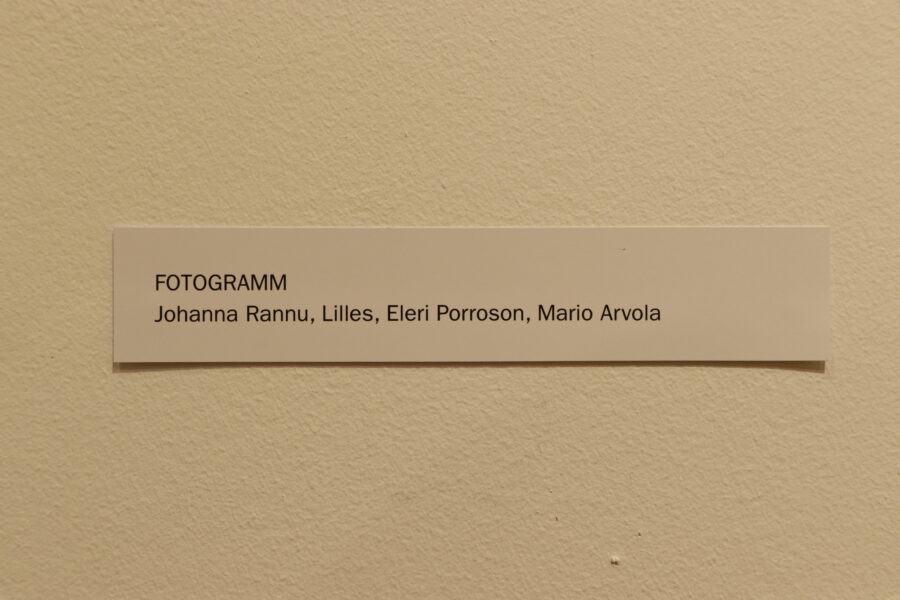 FOTOGRAMM
Johanna Rannu, Lilles, Eleri Porroson, Mario Arvola